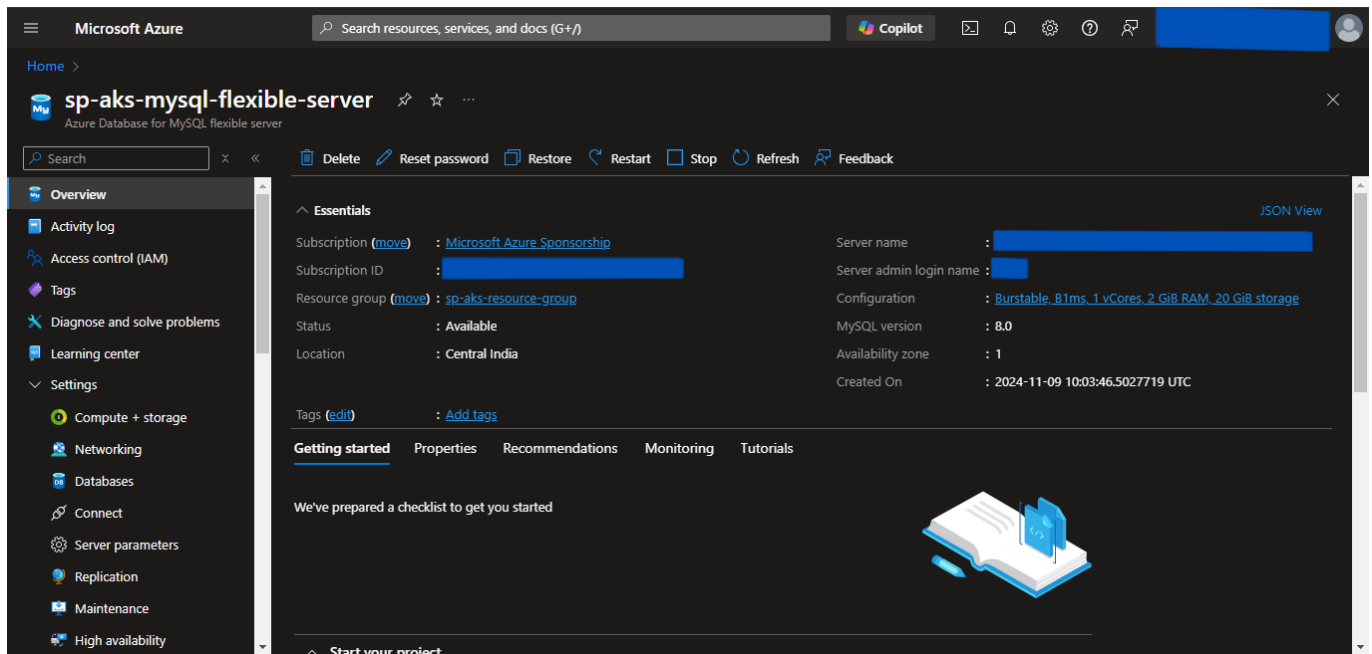 Microsoft Azure
Search resources, services, and docs (G+/)
Copilot
Home >
sp-aks-mysql-flexible-server
Azure Database for MySQL flexible server
Search
Delete Reset password Restore Restart Stop Refresh Feedback
Overview
Activity log
Access control (IAM)
Tags
Diagnose and solve problems
Learning center
Settings
Compute + storage
Networking
Databases
Connect
Server parameters
Replication
Maintenance
High availability
Essentials
JSON View
Subscription (move) : Microsoft Azure Sponsorship
Subscription ID :
Resource group (move) : sp-aks-resource-group
Status : Available
Location : Central India
Server name :
Server admin login name :
Configuration : Burstable, B1ms, 1 vCores, 2 GiB RAM, 20 GiB storage
MySQL version : 8.0
Availability zone : 1
Created On : 2024-11-09 10:03:46.5027719 UTC
Tags (edit) : Add tags
Getting started Properties Recommendations Monitoring Tutorials
We've prepared a checklist to get you started
Start your project